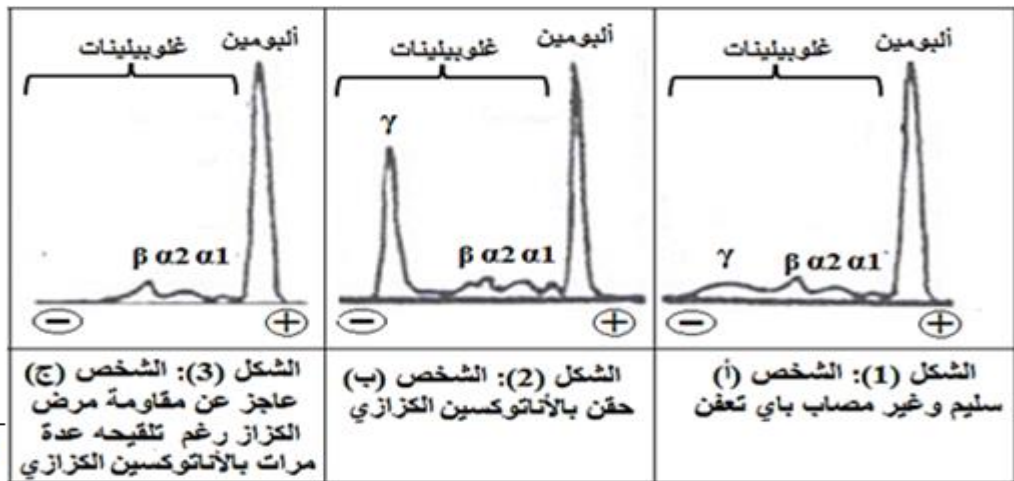 ألبومين
غلوبيلينات
γ
β α2 α1
− +
الشكل (1): الشخص (أ)
سليم وغير مصاب باي تعفن
ألبومين
غلوبيلينات
γ
β α2 α1
− +
الشكل (2): الشخص (ب)
حقن بالأناتوكسين الكزازي
ألبومين
غلوبيلينات
β α2 α1
− +
الشكل (3): الشخص (ج)
عاجز عن مقاومة مرض
الكزاز رغم تلقيحه عدة
مرات بالأناتوكسين الكزازي